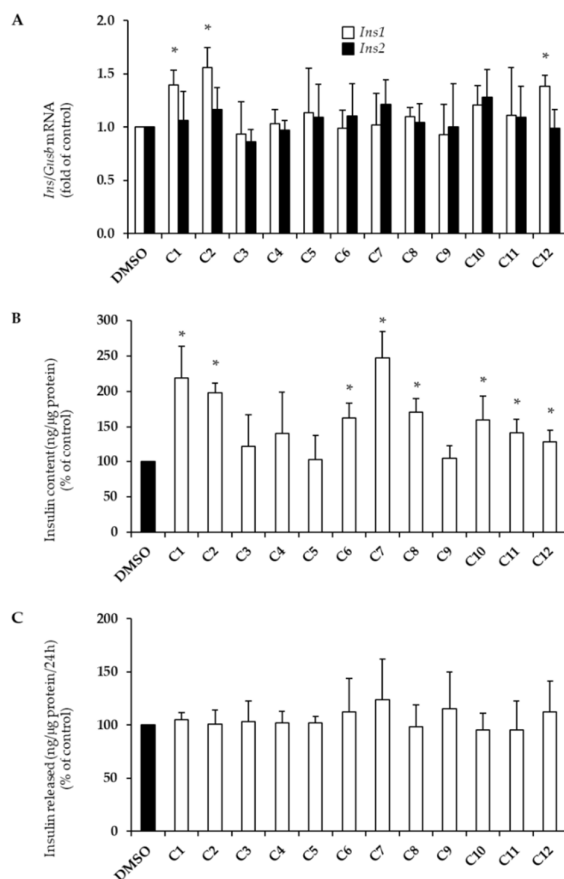 A
2.0
1.5
1.0
0.5
0.0
Ins/Gusb mRNA
(fold of control)
Ins1
Ins2
*
*
*
DMSO
C1
C2
C3
C4
C5
C6
C7
C8
C9
C10
C11
C12
B
300
250
200
150
100
50
0
Insulin content (ng/µg protein)
(% of control)
*
*
*
*
*
*
*
*
DMSO
C1
C2
C3
C4
C5
C6
C7
C8
C9
C10
C11
C12
C
200
150
100
50
0
Insulin released (ng/µg protein/24h)
(% of control)
DMSO
C1
C2
C3
C4
C5
C6
C7
C8
C9
C10
C11
C12